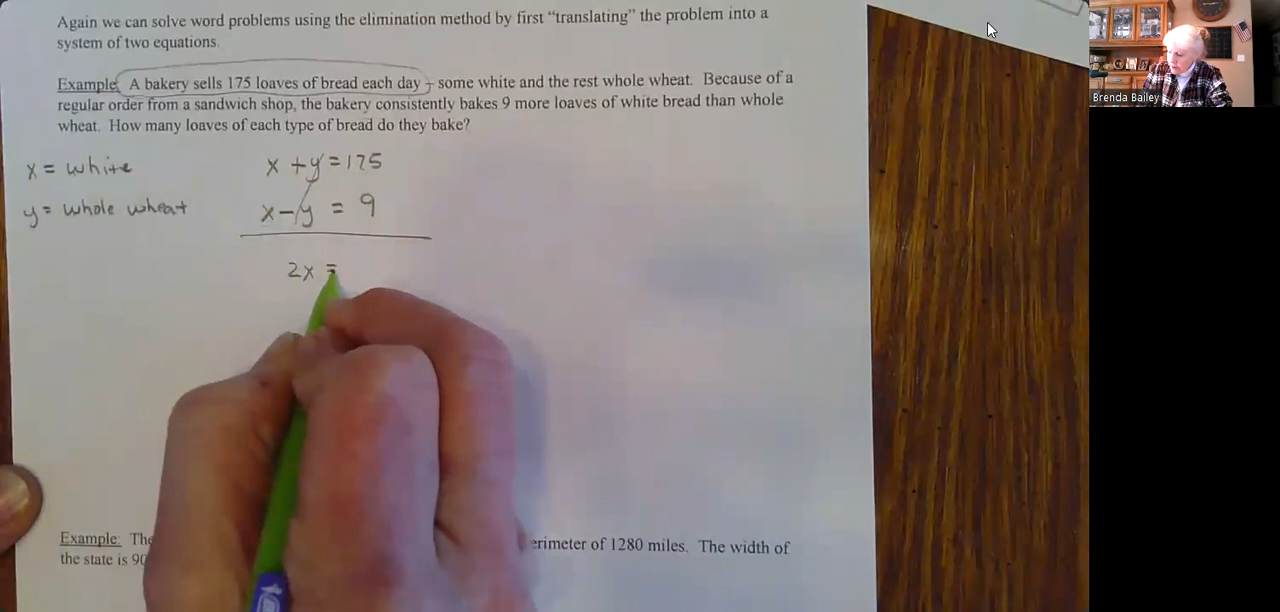 Again we can solve word problems using the elimination method by first “translating” the problem into a
system of two equations.
Example: A bakery sells 175 loaves of bread each day – some white and the rest whole wheat. Because of a
regular order from a sandwich shop, the bakery consistently bakes 9 more loaves of white bread than whole
wheat. How many loaves of each type of bread do they bake?
x = white
y = whole wheat
x + y = 175
x - y = 9
2x =
Example: The
erimeter of 1280 miles. The width of
the state is 90
Brenda Bailey